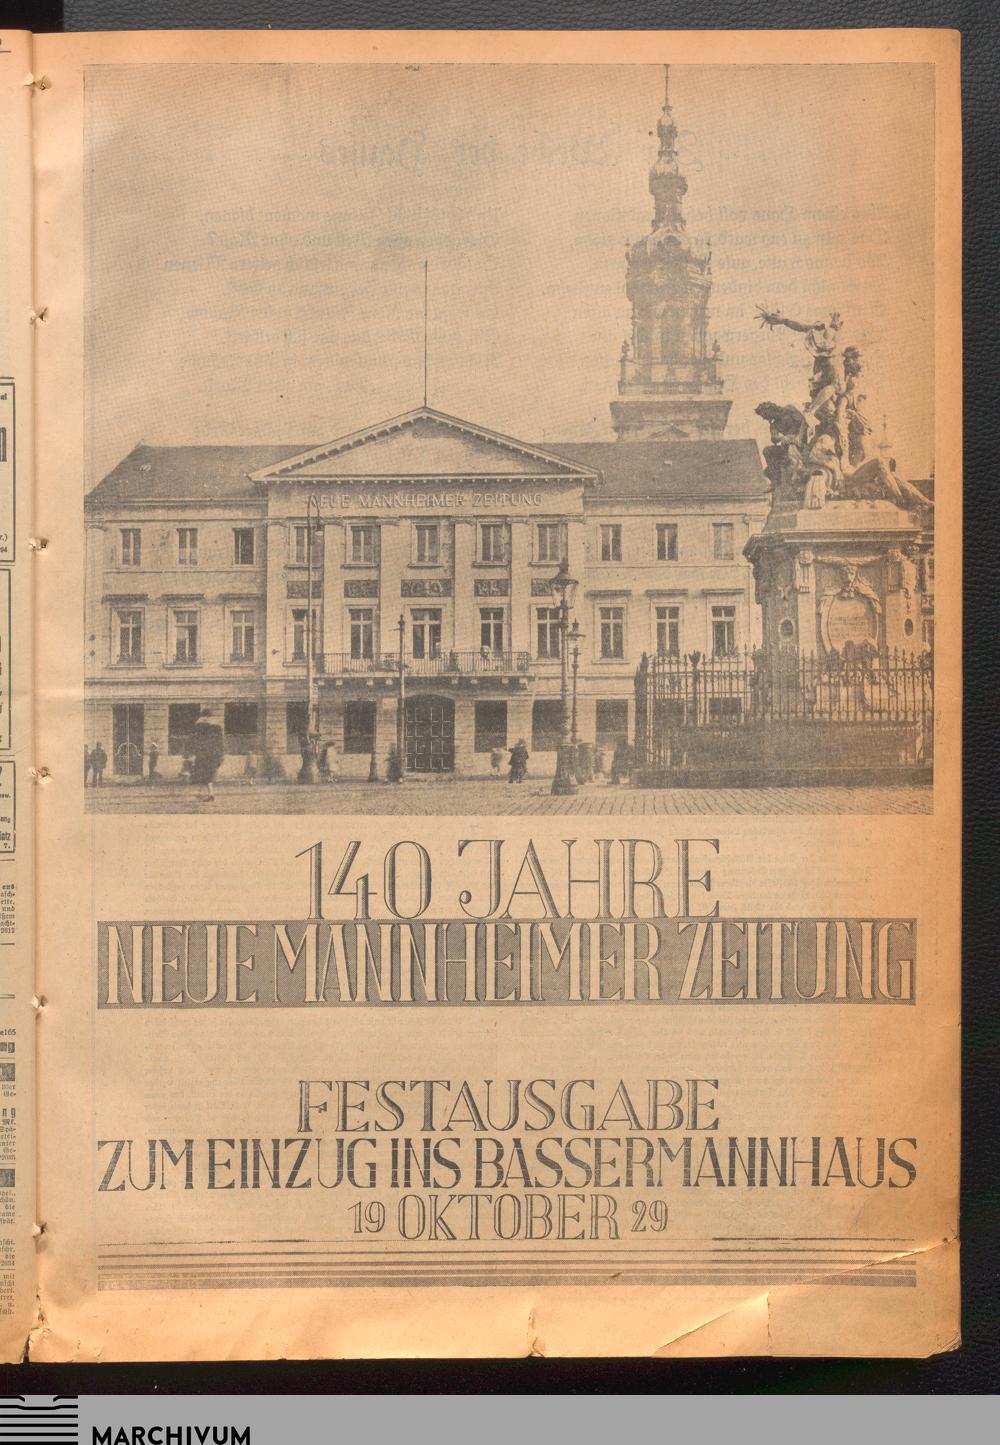 NEUE MANNHEIMER ZEITUNG
140 JAHRE
NEUE MANNHEIMER ZEITUNG
FESTAUSGABE
ZUM EINZUG INS BASSERMANNHAUS
19 OKTOBER 29
MARCHIVUM